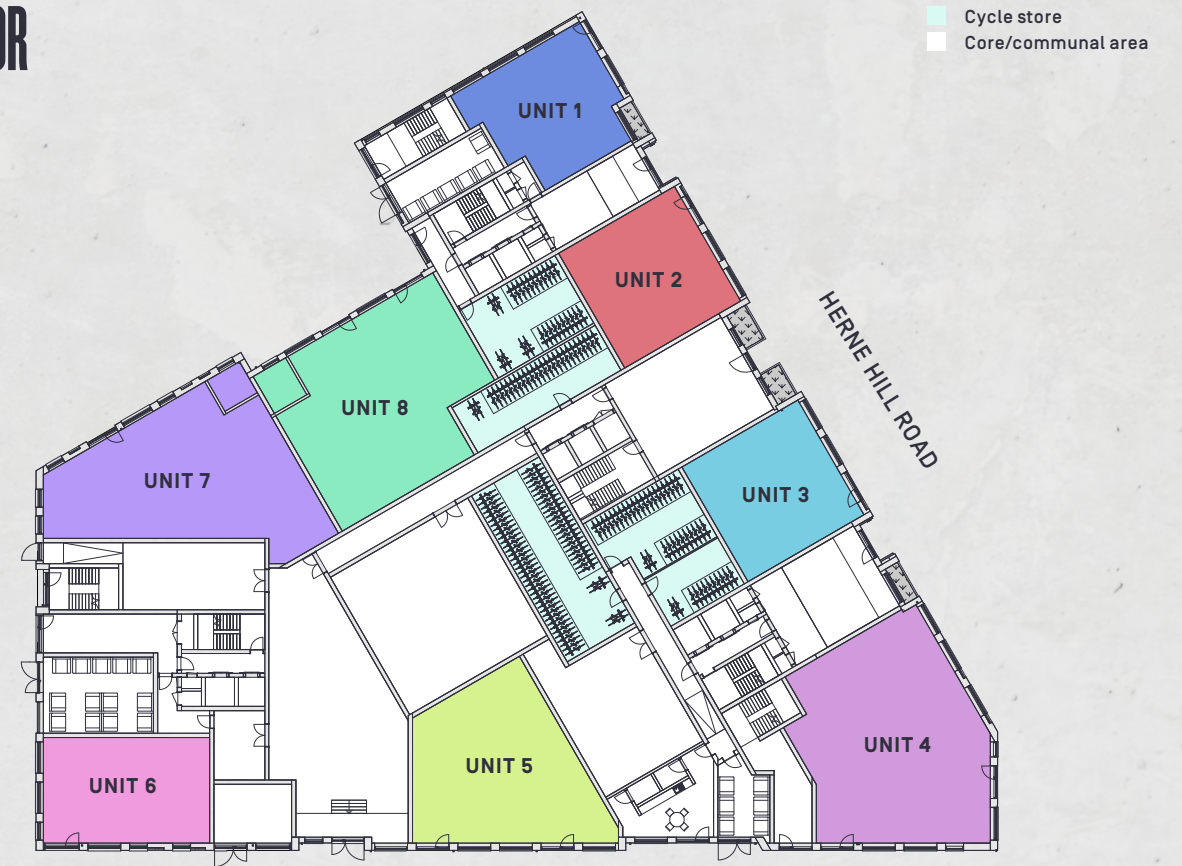 Cycle store
Core/communal area
UNIT 1
UNIT 2
HERNE HILL ROAD
UNIT 8
UNIT 7
UNIT 3
UNIT 4
UNIT 5
UNIT 6